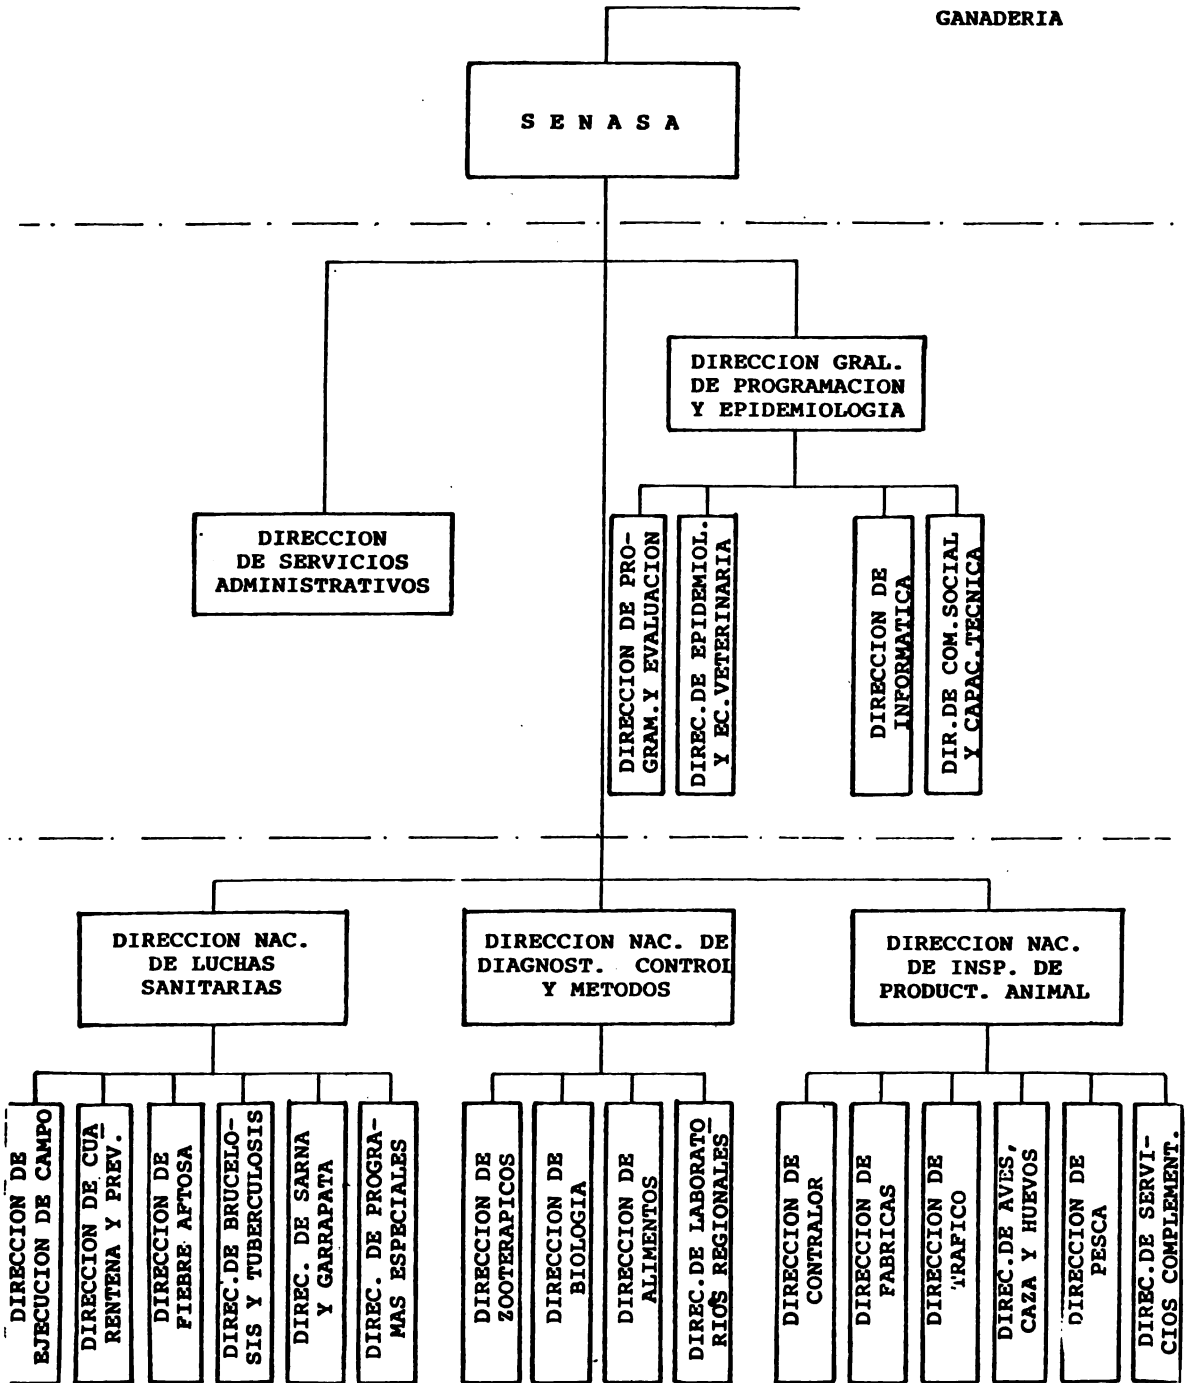 GANADERIA
S E N A S A
DIRECCION GRAL.
DE PROGRAMACION
Y EPIDEMIOLOGIA
DIRECCION
DE SERVICIOS
ADMINISTRATIVOS
DIRECCION DE PRO-
GRAM.Y EVALUACION
DIREC.DE EPIDEMIOL.
Y EC.VETERINARIA
DIRECCION DE
INFORMATICA
DIR.DE COM.SOCIAL
Y CAPAC.TECNICA
DIRECCION NAC.
DE LUCHAS
SANITARIAS
DIRECCION NAC. DE
DIAGNOST. CONTROL
Y METODOS
DIRECCION NAC.
DE INSP. DE
PRODUCT. ANIMAL
DIRECCION DE
EJECUCION DE CAMPO
DIRECCION DE CUA
RENTENA Y PREV.
DIRECCION DE
FIEBRE AFTOSA
DIREC.DE BRUCELO-
SIS Y TUBERCULOSIS
DIREC. DE SARNA
Y GARRAPATA
DIREC. DE PROGRA-
MAS ESPECIALES
DIRECCION DE
ZOOTERAPICOS
DIRECCION DE
BIOLOGIA
DIRECCION DE
ALIMENTOS
DIREC.DE LABORATO
RIOS REGIONALES
DIRECCION DE
CONTRALOR
DIRECCION DE
FABRICAS
DIRECCION DE
TRAFICO
DIREC.DE AVES,
CAZA Y HUEVOS
DIRECCION DE
PESCA
DIREC.DE SERVI-
CIOS COMPLEMENT.